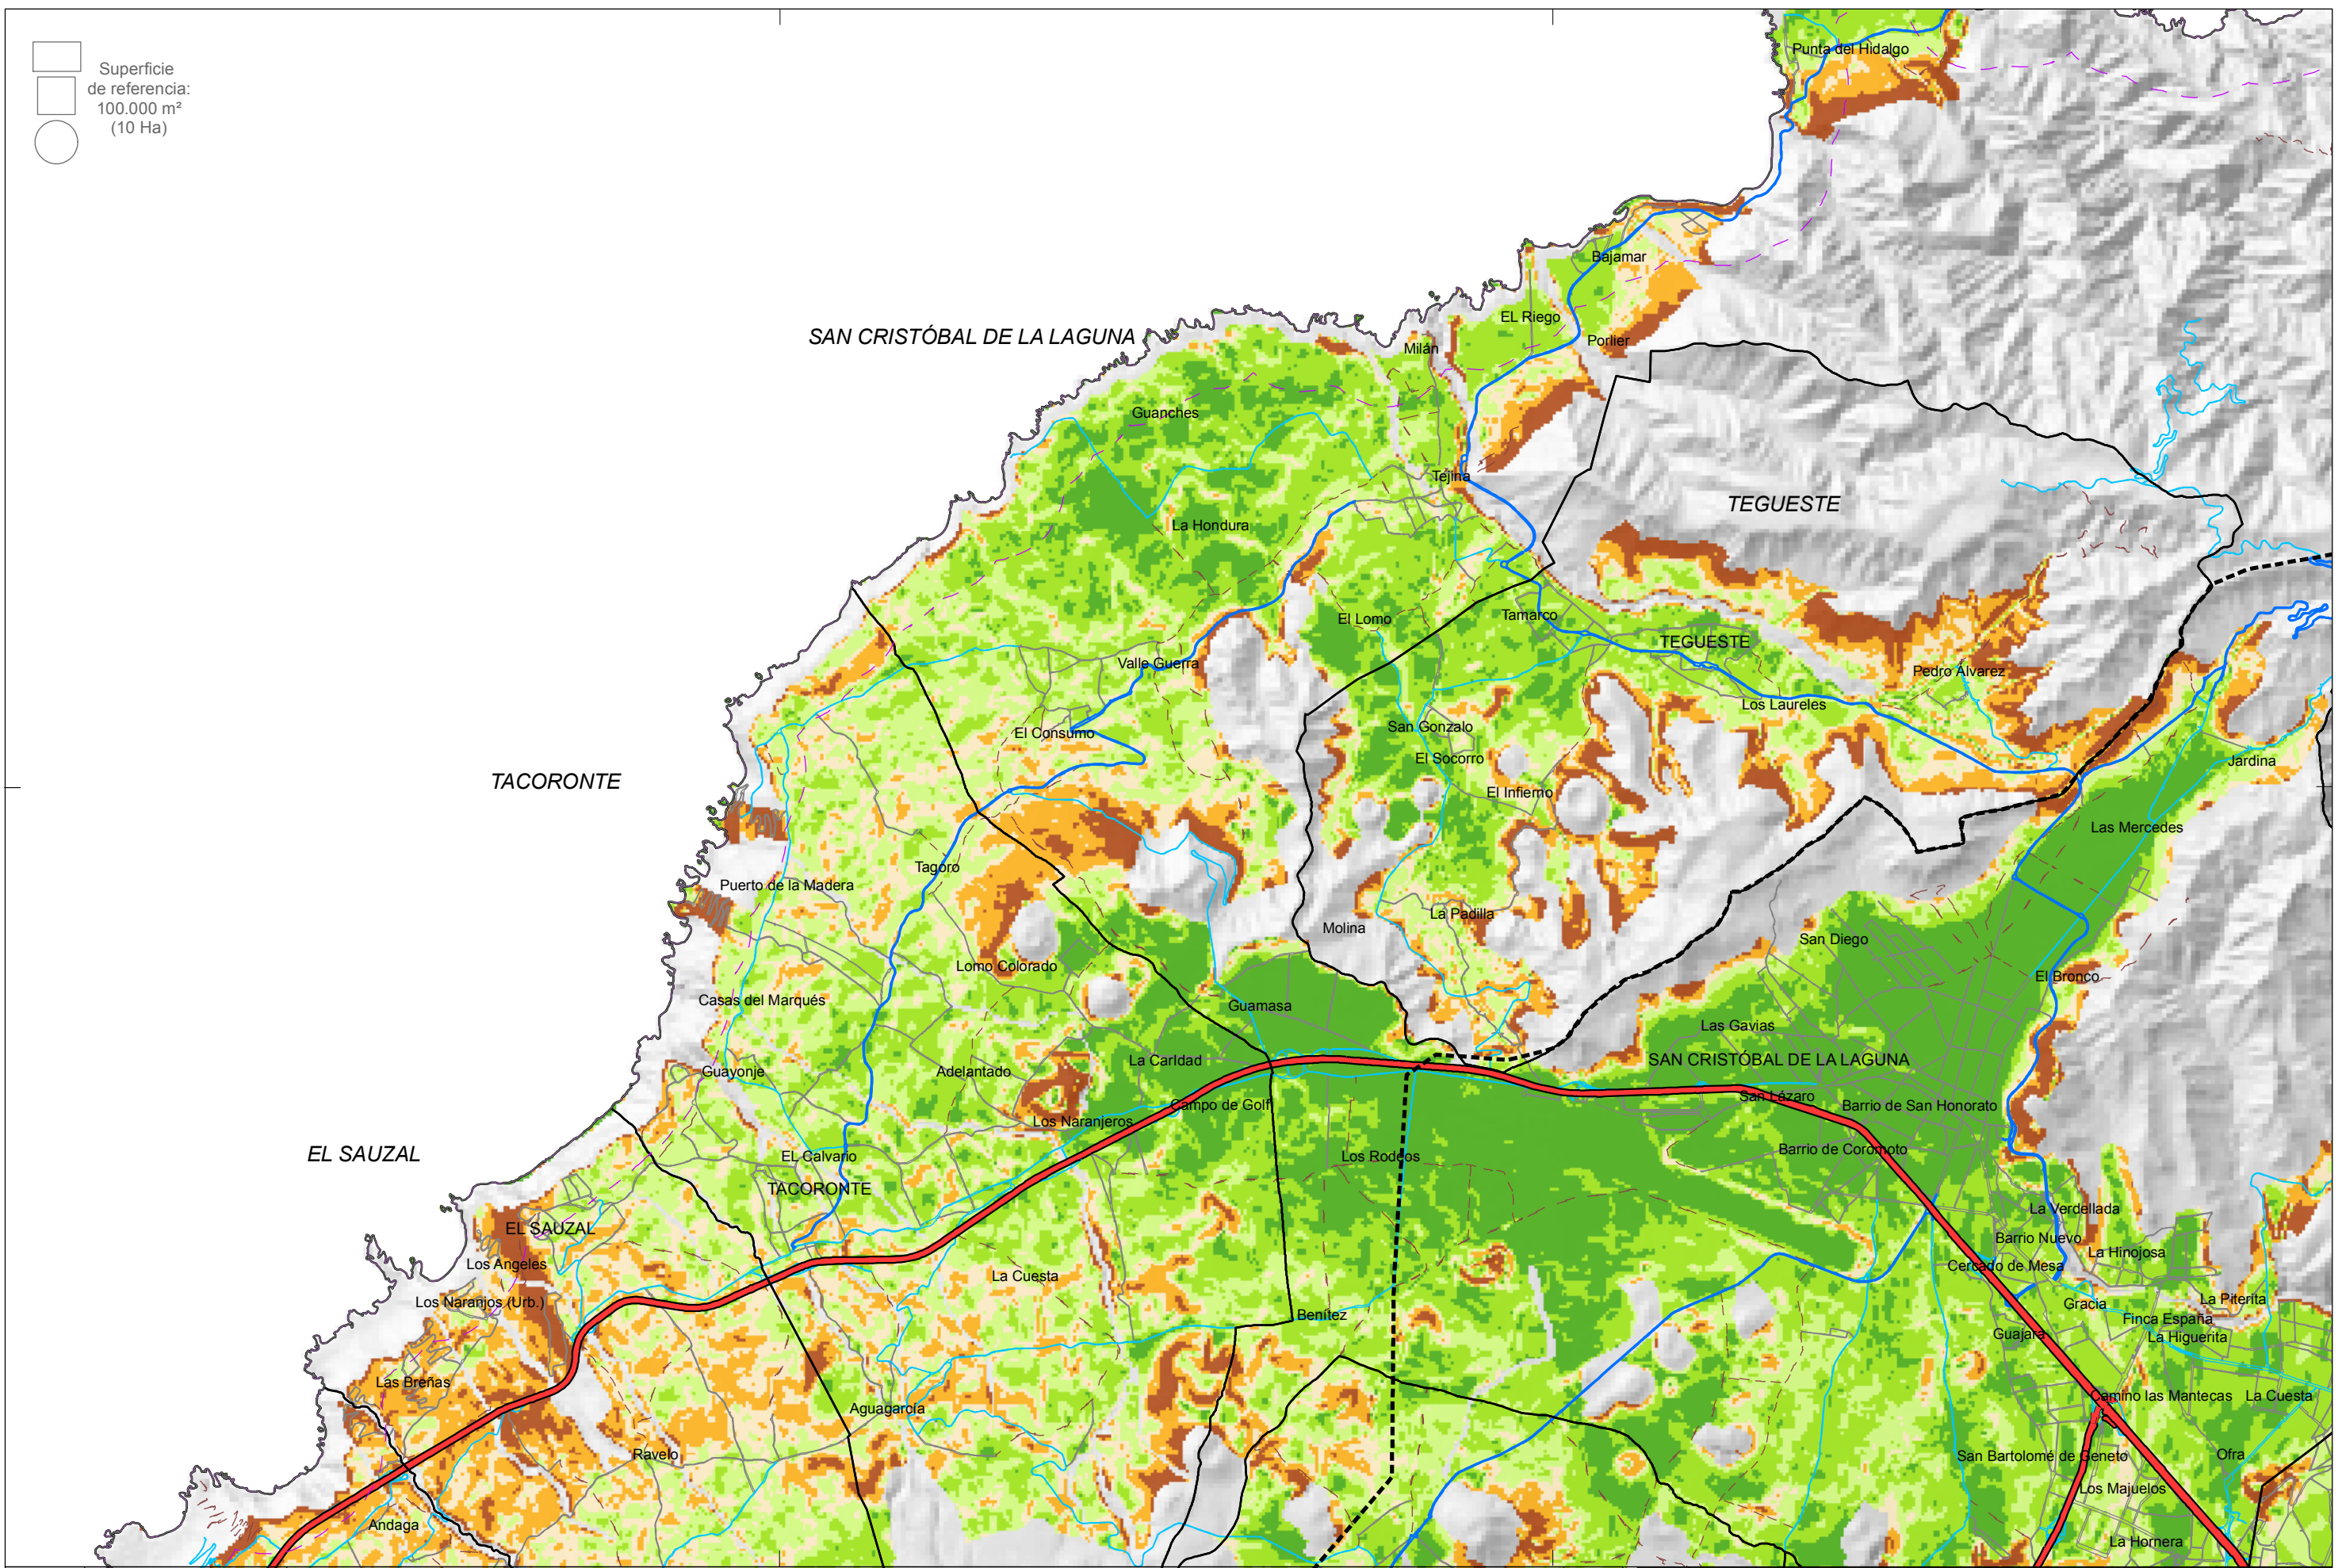 Superficie
de referencia:
100.000 m²
(10 Ha)
Punta del Hidalgo
Bajamar
EL Riego
SAN CRISTÓBAL DE LA LAGUNA
Porlier
Milán
Guanches
Tejina
TEGUESTE
La Hondura
Tamarco
El Lomo
TEGUESTE
Valle Guerra
Pedro Álvarez
Los Laureles
San Gonzalo
El Consumo
El Socorro
Jardina
TACORONTE
El Infierno
Las Mercedes
Tagoro
Puerto de la Madera
La Padilla
Molina
San Diego
Lomo Colorado
El Bronco
Casas del Marqués
Guamasa
Las Gavias
La CarIdad
SAN CRISTÓBAL DE LA LAGUNA
Guayonje
Adelantado
San Lázaro
Campo de Golf
Barrio de San Honorato
Los Naranjeros
EL SAUZAL
EL Calvario
Los Rodeos
Barrio de Coromoto
TACORONTE
La Verdellada
EL SAUZAL
Barrio Nuevo
La Hinojosa
Los Angeles
Cercado de Mesa
La Cuesta
Los Naranjos (Urb.)
La Piterita
Gracia
Benítez
Finca España
Guajara
La Higuerita
Las Breñas
Camino las Mantecas
La Cuesta
Aguagarcía
Ravelo
San Bartolomé de Geneto
Ofra
Los Majuelos
Andaga
La Hornera